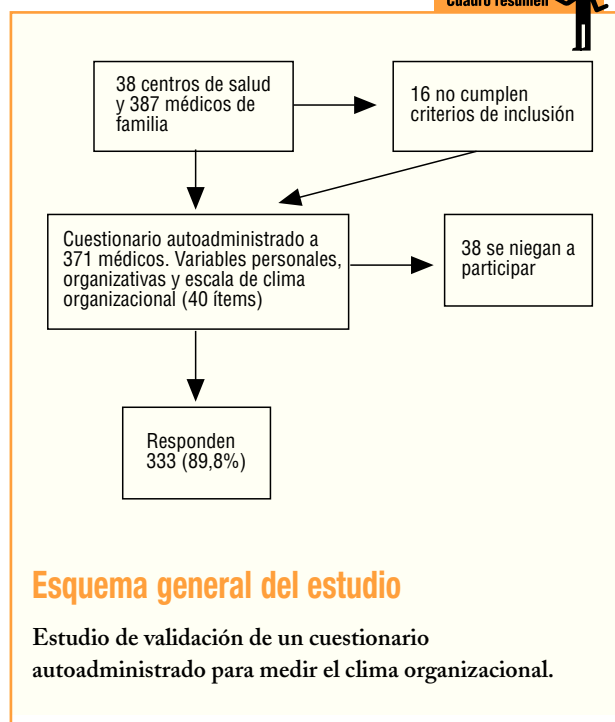 Cuadro resumen
38 centros de salud
y 387 médicos de
familia
16 no cumplen
criterios de inclusión
Cuestionario autoadministrado a
371 médicos. Variables personales,
organizativas y escala de clima
organizacional (40 ítems)
38 se niegan a
participar
Responden
333 (89,8%)
Esquema general del estudio
Estudio de validación de un cuestionario
autoadministrado para medir el clima organizacional.